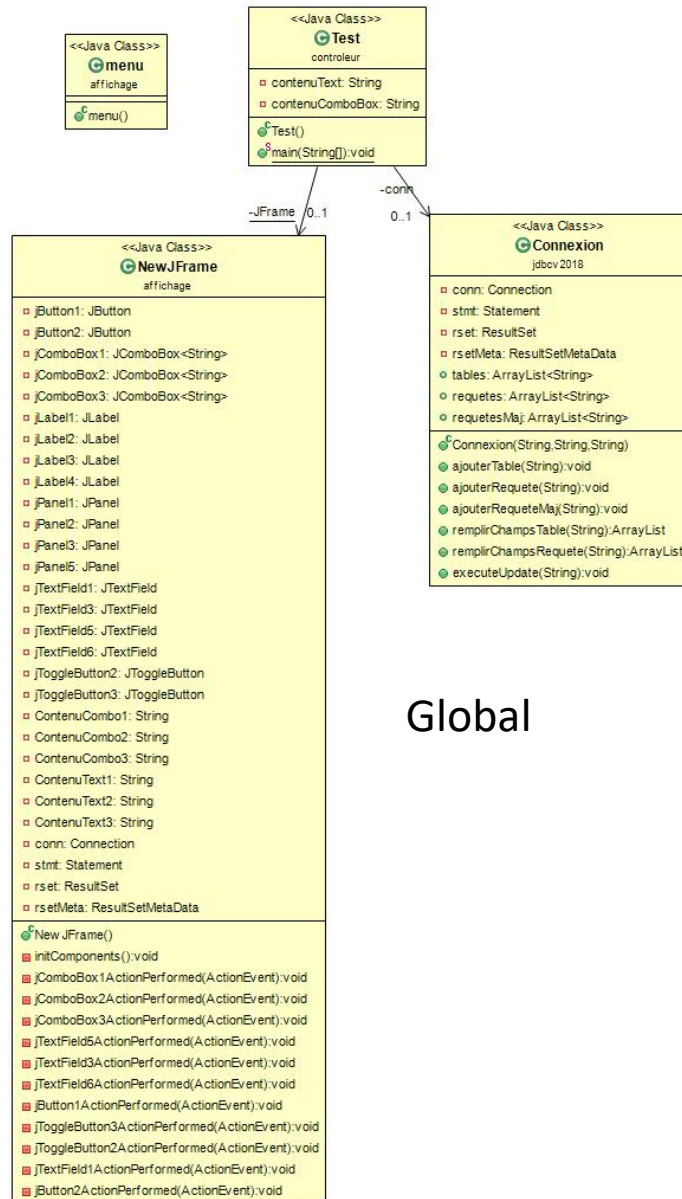 <<Java Class>>
menu
affichage
menu()
<<Java Class>>
Test
controleur
contenuText: String
contenuComboBox: String
Test()
main(String[]):void
-JFrame 0..1
-conn
0..1
<<Java Class>>
NewJFrame
affichage
jButton1: JButton
jButton2: JButton
jComboBox1: JComboBox<String>
jComboBox2: JComboBox<String>
jComboBox3: JComboBox<String>
jLabel1: JLabel
jLabel2: JLabel
jLabel3: JLabel
jLabel4: JLabel
jPanel1: JPanel
jPanel2: JPanel
jPanel3: JPanel
jPanel5: JPanel
jTextField1: JTextField
jTextField3: JTextField
jTextField5: JTextField
jTextField6: JTextField
jToggleButton2: JToggleButton
jToggleButton3: JToggleButton
ContenuCombo1: String
ContenuCombo2: String
ContenuCombo3: String
ContenuText1: String
ContenuText2: String
ContenuText3: String
conn: Connection
stmt: Statement
rset: ResultSet
rsetMeta: ResultSetMetaData
NewJFrame()
initComponents():void
jComboBox1ActionPerformed(ActionEvent):void
jComboBox2ActionPerformed(ActionEvent):void
jComboBox3ActionPerformed(ActionEvent):void
jTextField5ActionPerformed(ActionEvent):void
jTextField3ActionPerformed(ActionEvent):void
jTextField6ActionPerformed(ActionEvent):void
jButton1ActionPerformed(ActionEvent):void
jToggleButton3ActionPerformed(ActionEvent):void
jToggleButton2ActionPerformed(ActionEvent):void
jTextField1ActionPerformed(ActionEvent):void
jButton2ActionPerformed(ActionEvent):void
<<Java Class>>
Connexion
jdbcv2018
conn: Connection
stmt: Statement
rset: ResultSet
rsetMeta: ResultSetMetaData
tables: ArrayList<String>
requetes: ArrayList<String>
requetesMaj: ArrayList<String>
Connexion(String,String,String)
ajouterTable(String):void
ajouterRequete(String):void
ajouterRequeteMaj(String):void
remplirChampsTable(String):ArrayList
remplirChampsRequete(String):ArrayList
executeUpdate(String):void
Global